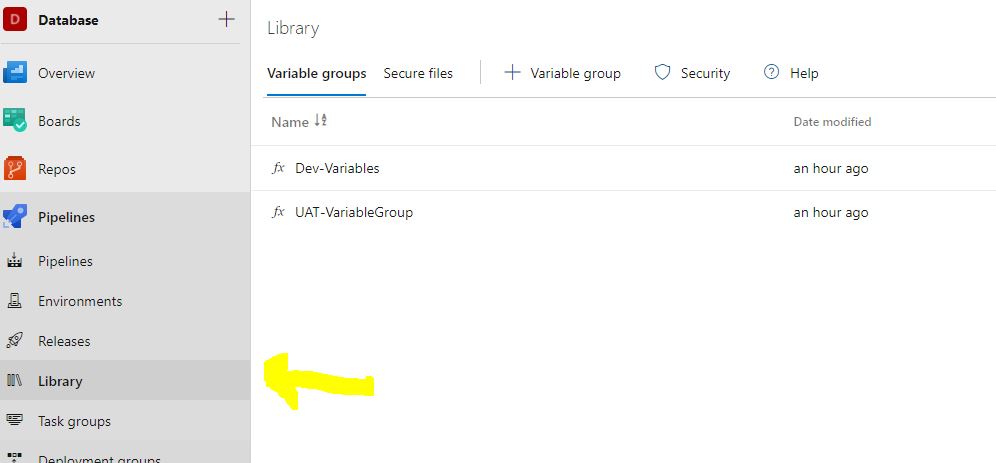 D Database +
Library
Variable groups Secure files + Variable group Security Help
Overview
Name
Date modified
Boards
fx Dev-Variables an hour ago
Repos
fx UAT-VariableGroup an hour ago
Pipelines
Pipelines
Environments
Releases
Library
Task groups
Deployment groups